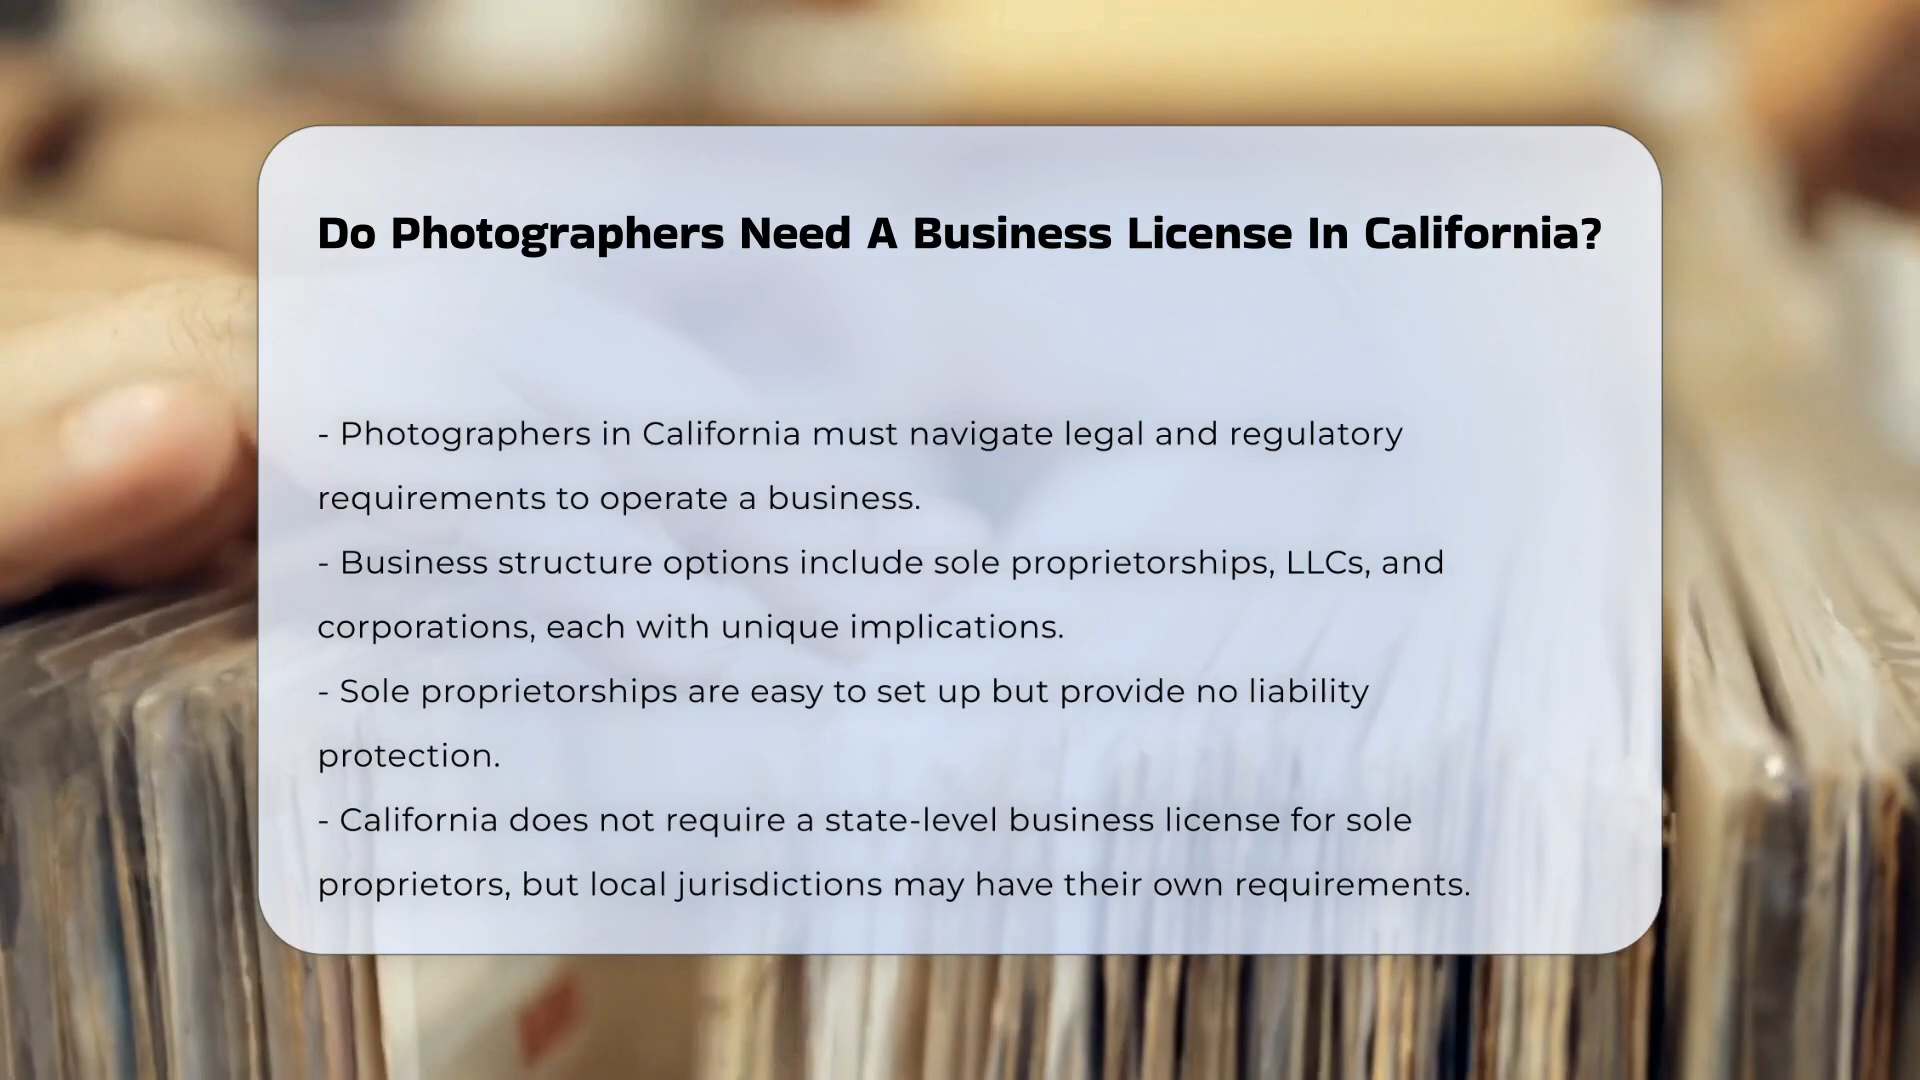 Do Photographers Need A Business License In California?
- Photographers in California must navigate legal and regulatory
requirements to operate a business.
- Business structure options include sole proprietorships, LLCs, and
corporations, each with unique implications.
- Sole proprietorships are easy to set up but provide no liability
protection.
- California does not require a state-level business license for sole
proprietors, but local jurisdictions may have their own requirements.